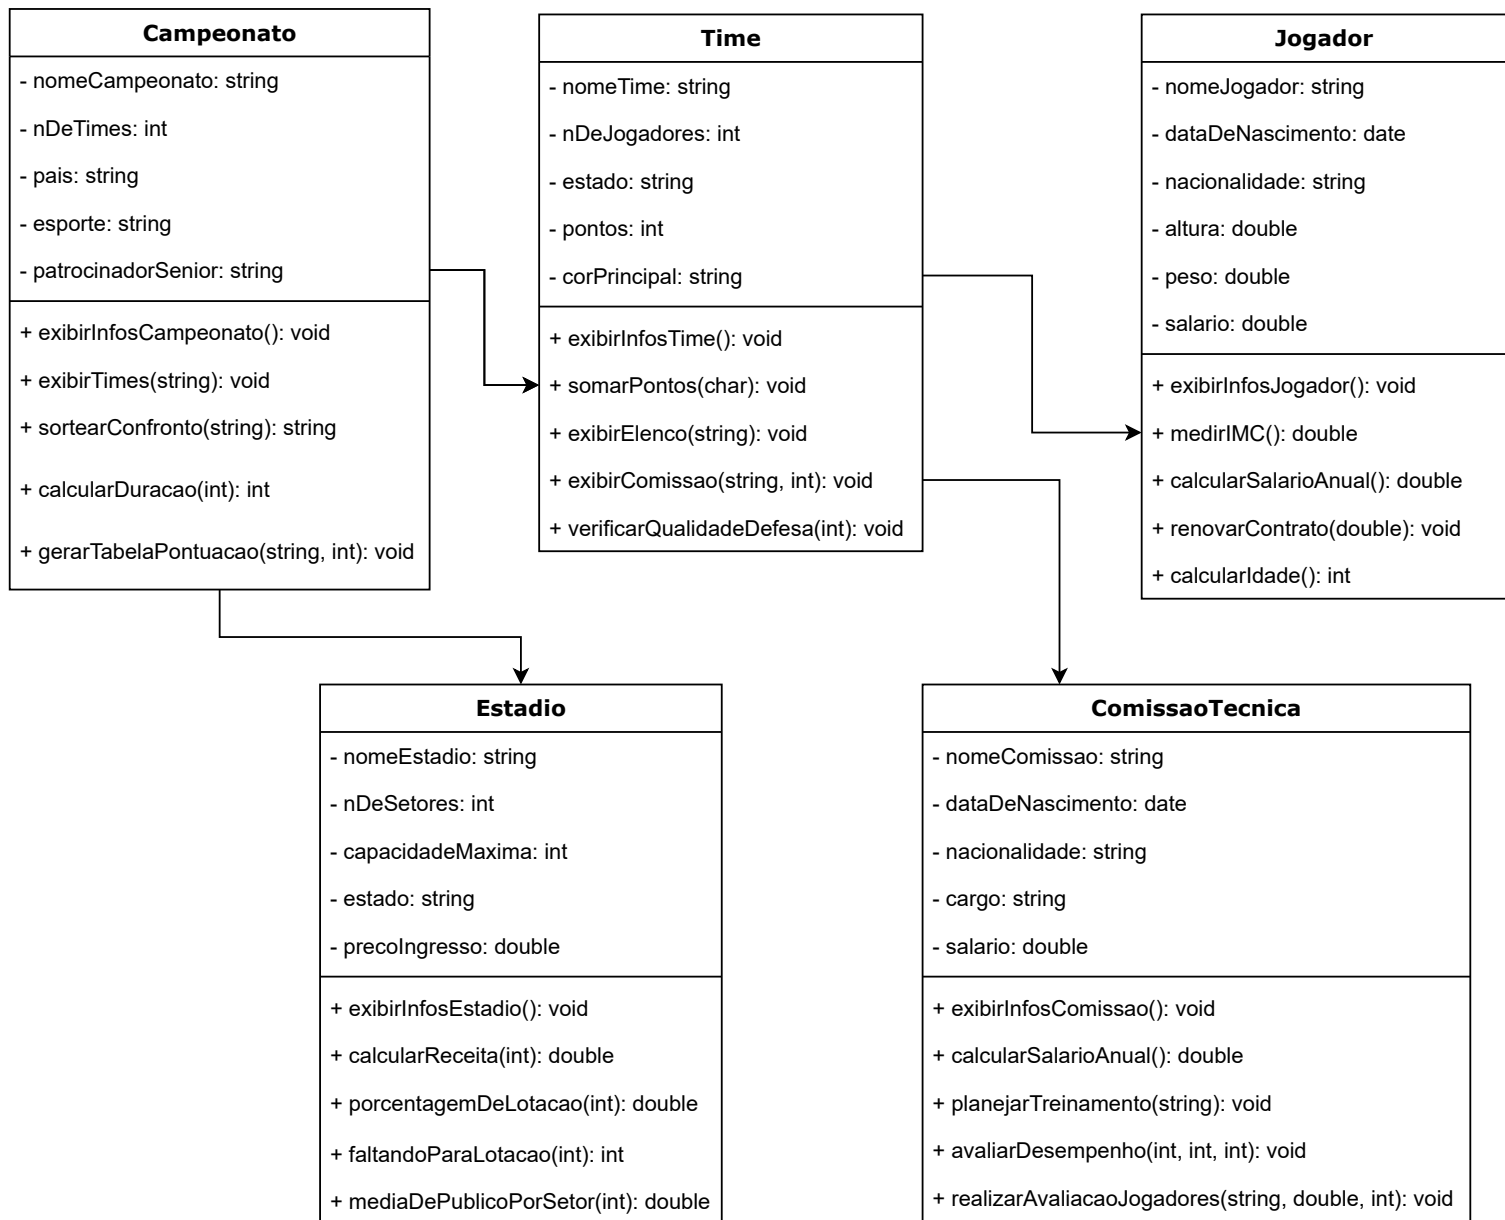 Campeonato
- nomeCampeonato: string
- nDeTimes: int
- pais: string
- esporte: string
- patrocinadorSenior: string
+ exibirInfosCampeonato(): void
+ exibirTimes(string): void
+ sortearConfronto(string): string
+ calcularDuracao(int): int
+ gerarTabelaPontuacao(string, int): void
Time
- nomeTime: string
- nDeJogadores: int
- estado: string
- pontos: int
- corPrincipal: string
+ exibirInfosTime(): void
+ somarPontos(char): void
+ exibirElenco(string): void
+ exibirComissao(string, int): void
+ verificarQualidadeDefesa(int): void
Jogador
- nomeJogador: string
- dataDeNascimento: date
- nacionalidade: string
- altura: double
- peso: double
- salario: double
+ exibirInfosJogador(): void
+ medirIMC(): double
+ calcularSalarioAnual(): double
+ renovarContrato(double): void
+ calcularIdade(): int
Estadio
- nomeEstadio: string
- nDeSetores: int
- capacidadeMaxima: int
- estado: string
- precoIngresso: double
+ exibirInfosEstadio(): void
+ calcularReceita(int): double
+ porcentagemDeLotacao(int): double
+ faltandoParaLotacao(int): int
+ mediaDePublicoPorSetor(int): double
ComissaoTecnica
- nomeComissao: string
- dataDeNascimento: date
- nacionalidade: string
- cargo: string
- salario: double
+ exibirInfosComissao(): void
+ calcularSalarioAnual(): double
+ planejarTreinamento(string): void
+ avaliarDesempenho(int, int, int): void
+ realizarAvaliacaoJogadores(string, double, int): void